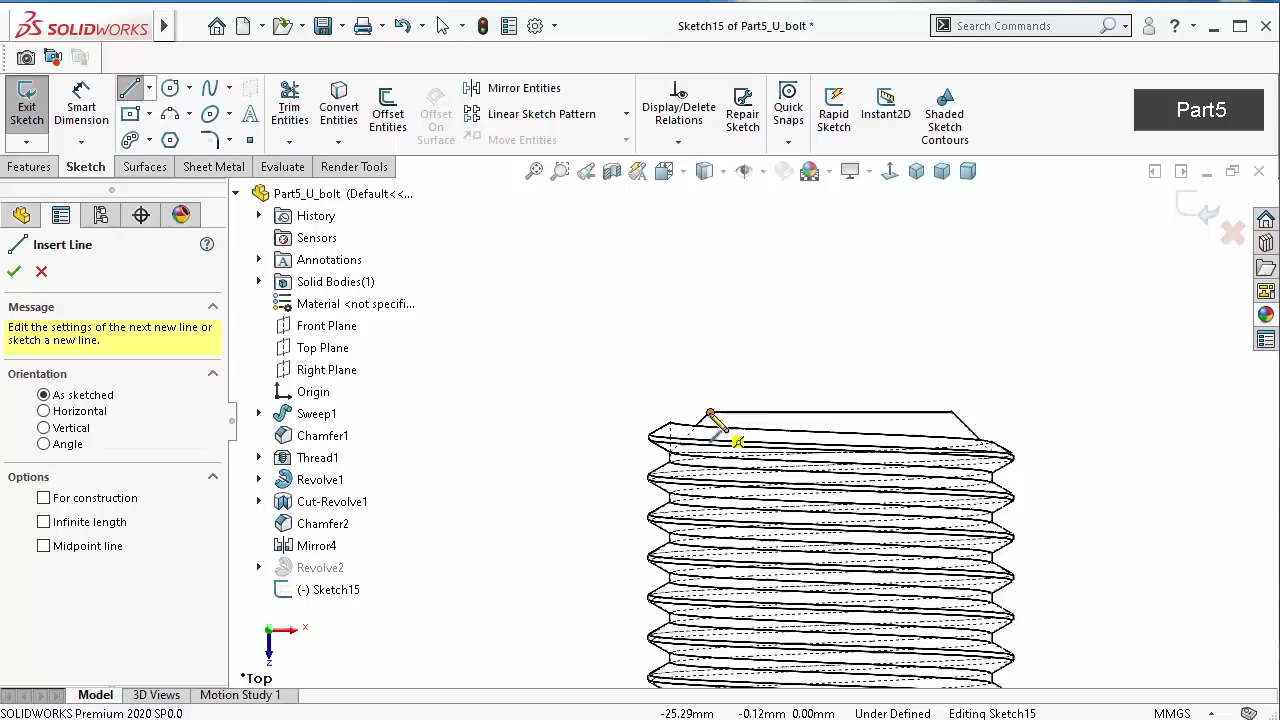 SOLIDWORKS
Sketch15 of Part5_U_bolt *
Search Commands
?
Exit Sketch
Smart Dimension
Trim Entities
Convert Entities
Offset Entities
Offset On Surface
Mirror Entities
Linear Sketch Pattern
Move Entities
Display/Delete Relations
Repair Sketch
Quick Snaps
Rapid Sketch
Instant2D
Shaded Sketch Contours
Part5
Features
Sketch
Surfaces
Sheet Metal
Evaluate
Render Tools
Insert Line
Message
Edit the settings of the next new line or
sketch a new line.
Orientation
As sketched
Horizontal
Vertical
Angle
Options
For construction
Infinite length
Midpoint line
Part5_U_bolt (Default<<...
History
Sensors
Annotations
Solid Bodies(1)
Material <not specifi...
Front Plane
Top Plane
Right Plane
Origin
Sweep1
Chamfer1
Thread1
Revolve1
Cut-Revolve1
Chamfer2
Mirror4
Revolve2
(-) Sketch15
x
z
*Top
Model
3D Views
Motion Study 1
SOLIDWORKS Premium 2020 SP0.0
-25.29mm
-0.12mm 0.00mm
Under Defined
Editing Sketch15
MMGS